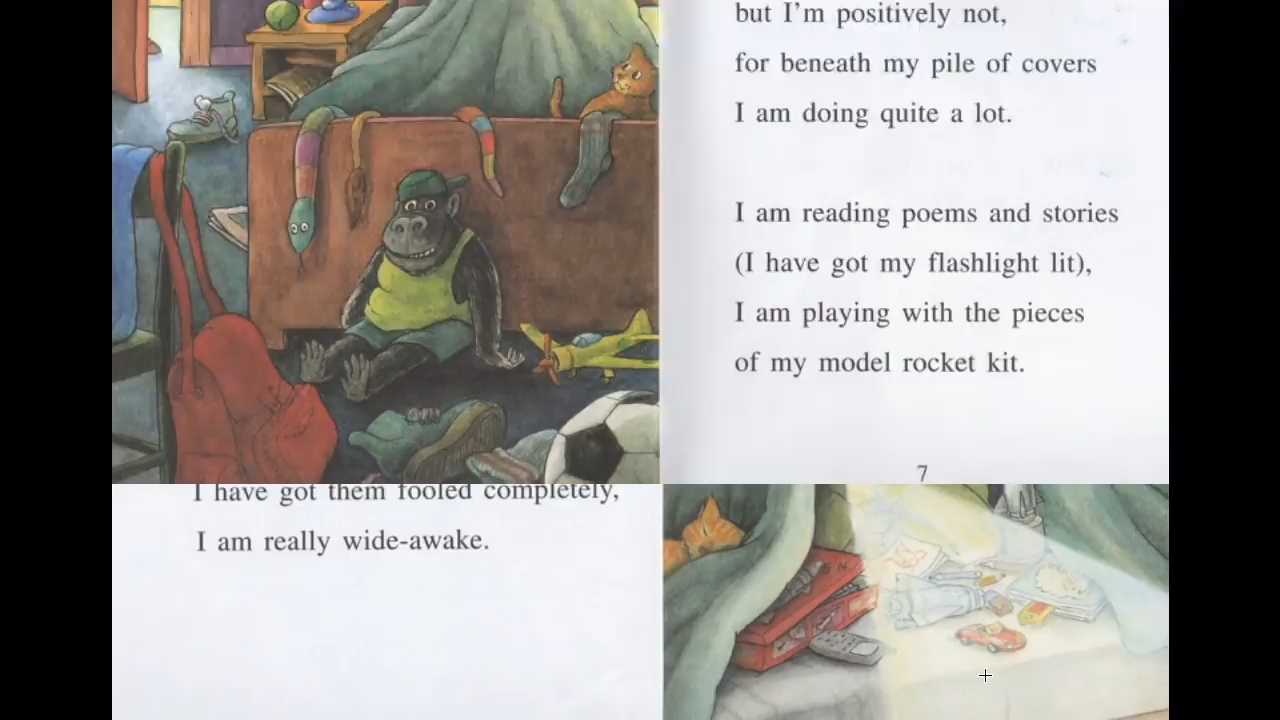 but I'm positively not,
for beneath my pile of covers
I am doing quite a lot.
I am reading poems and stories
(I have got my flashlight lit),
I am playing with the pieces
of my model rocket kit.
7
I have got them fooled completely,
I am really wide-awake.